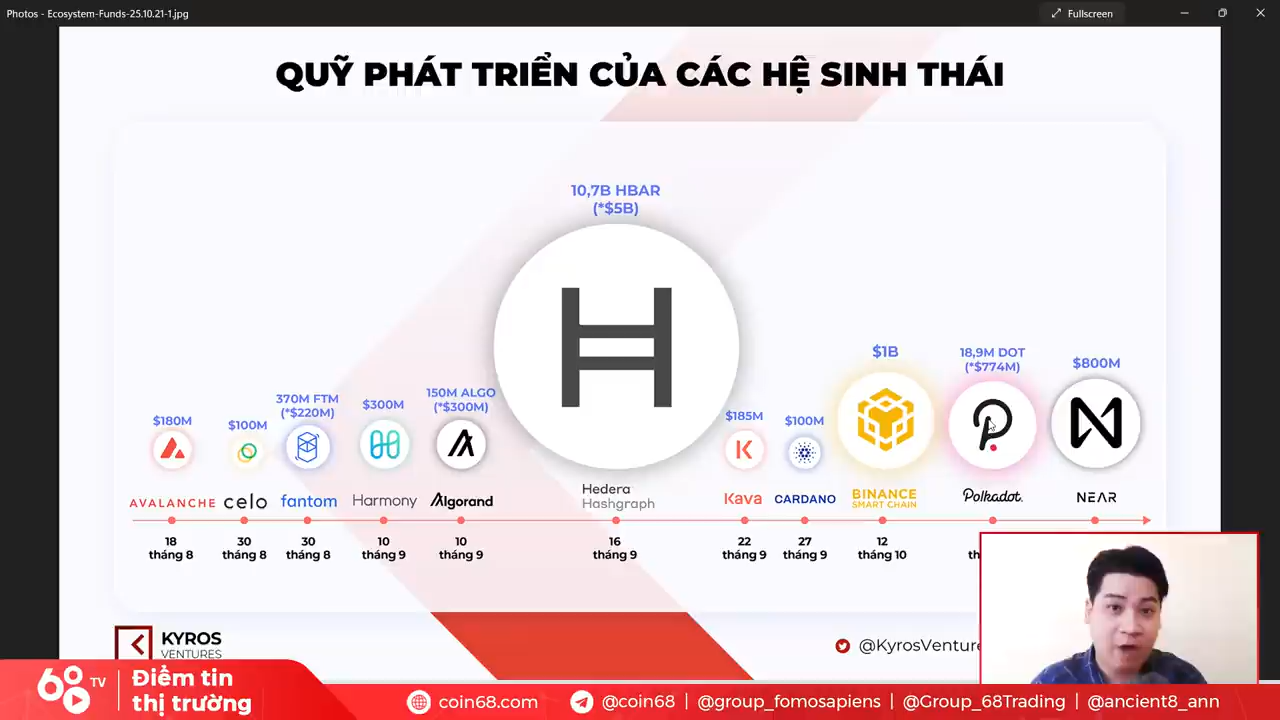 Photos - Ecosystem-Funds-25.10.21-1.jpg
Fullscreen
QUỸ PHÁT TRIỂN CỦA CÁC HỆ SINH THÁI
10,7B HBAR
(*$5B)
$180M
$100M
370M FTM
(*$220M)
$300M
150M ALGO
(*$300M)
$185M
$100M
$1B
18,9M DOT
(*$774M)
$800M
AVALANCHE
celo
fantom
Harmony
Algorand
Hedera
Hashgraph
Kava
CARDANO
BINANCE
SMART CHAIN
Polkadot.
NEAR
18
tháng 8
30
tháng 8
30
tháng 8
10
tháng 9
10
tháng 9
16
tháng 9
22
tháng 9
27
tháng 9
12
tháng 10
KYROS
VENTURES
@KyrosVenture
68 TV
Điểm tin
thị trường
coin68.com
@coin68 | @group_fomosapiens | @Group_68Trading | @ancient8_ann